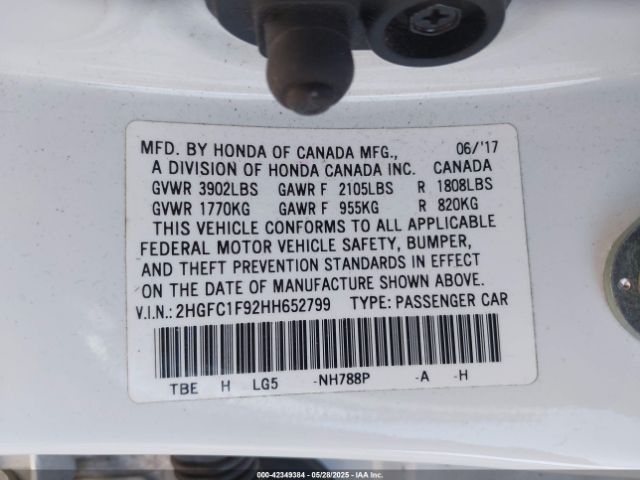 MFD. BY HONDA OF CANADA MFG., 06/'17
A DIVISION OF HONDA CANADA INC. CANADA
GVWR 3902LBS GAWR F 2105LBS R 1808LBS
GVWR 1770KG GAWR F 955KG R 820KG
THIS VEHICLE CONFORMS TO ALL APPLICABLE
FEDERAL MOTOR VEHICLE SAFETY, BUMPER,
AND THEFT PREVENTION STANDARDS IN EFFECT
ON THE DATE OF MANUFACTURE SHOWN ABOVE.
V.I.N.: 2HGFC1F92HH652799 TYPE: PASSENGER CAR
TBE H LG5 -NH788P -A -H
000-42349384 | 05/28/2025 | IAA Inc.